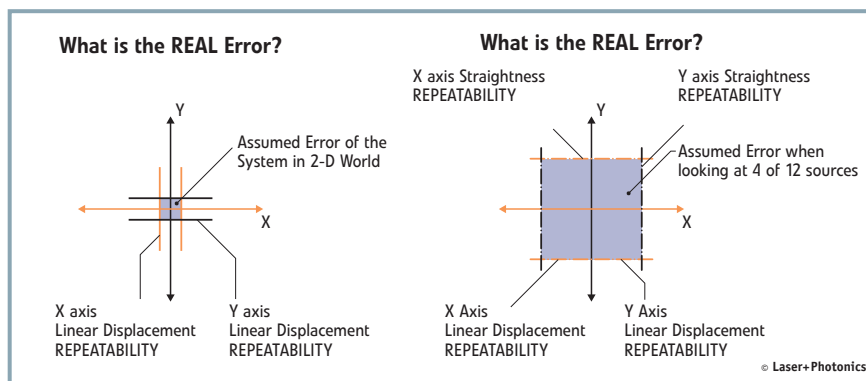 What is the REAL Error?
Y
Assumed Error of the
System in 2-D World
X
X axis
Linear Displacement
REPEATABILITY
Y axis
Linear Displacement
REPEATABILITY
What is the REAL Error?
X axis Straightness
REPEATABILITY
Y axis Straightness
REPEATABILITY
Y
Assumed Error when
looking at 4 of 12 sources
X
X Axis
Linear Displacement
REPEATABILITY
Y Axis
Linear Displacement
REPEATABILITY
© Laser+Photonics